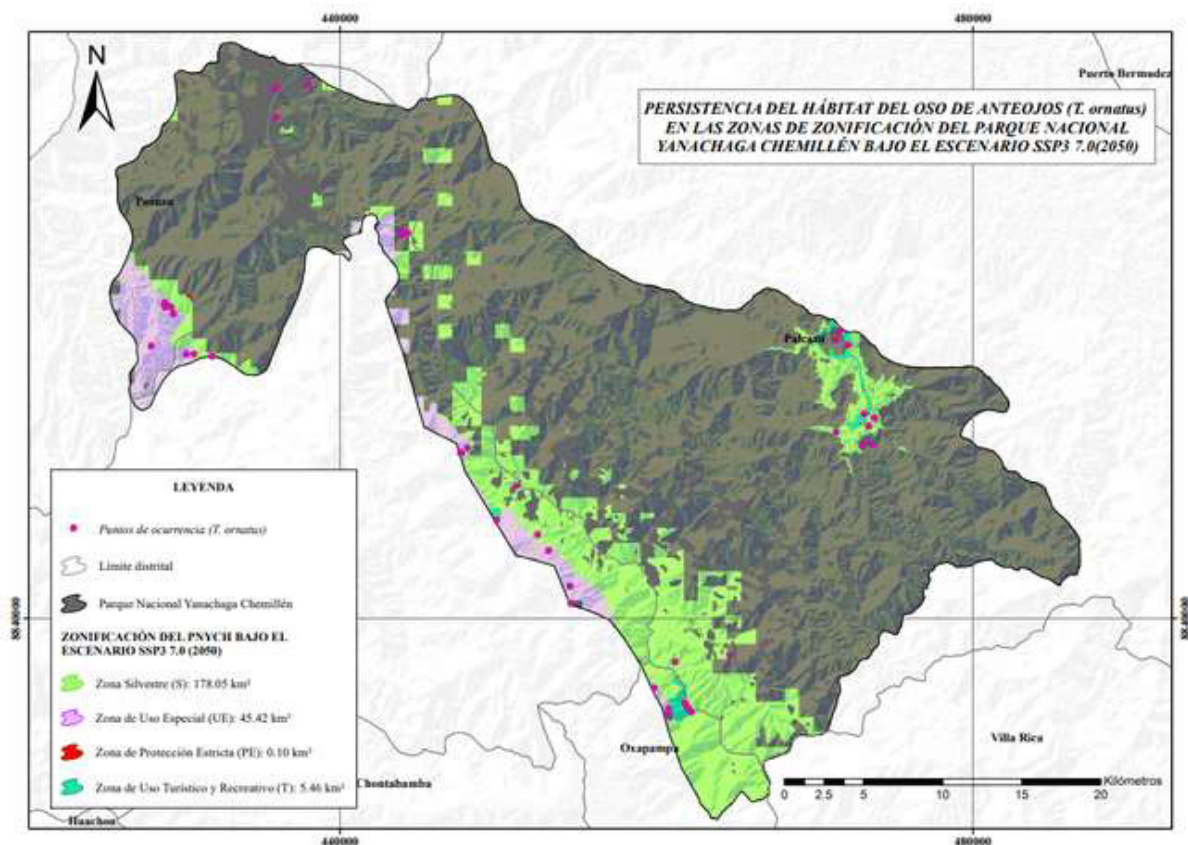 440000
480000
N
Puerto Bermudez
PERSISTENCIA DEL HÁBITAT DEL OSO DE ANTEOJOS (T. ornatus)
EN LAS ZONAS DE ZONIFICACIÓN DEL PARQUE NACIONAL
YANACHAGA CHEMILLÉN BAJO EL ESCENARIO SSP3 7.0(2050)
Pozuzo
Palcazu
LEYENDA
Puntos de ocurrencia (T. ornatus)
Límite distrital
Parque Nacional Yanachaga Chemillén
ZONIFICACIÓN DEL PNYCH BAJO EL
ESCENARIO SSP3 7.0 (2050)
Zona Silvestre (S): 178.05 km²
Zona de Uso Especial (UE): 45.42 km²
Zona de Protección Estricta (PE): 0.10 km²
Zona de Uso Turístico y Recreativo (T): 5.46 km²
8840000
8840000
Oxapampa
Villa Rica
Chontabamba
Huachon
Kilómetros
0 2.5 5 10 15 20
440000
480000